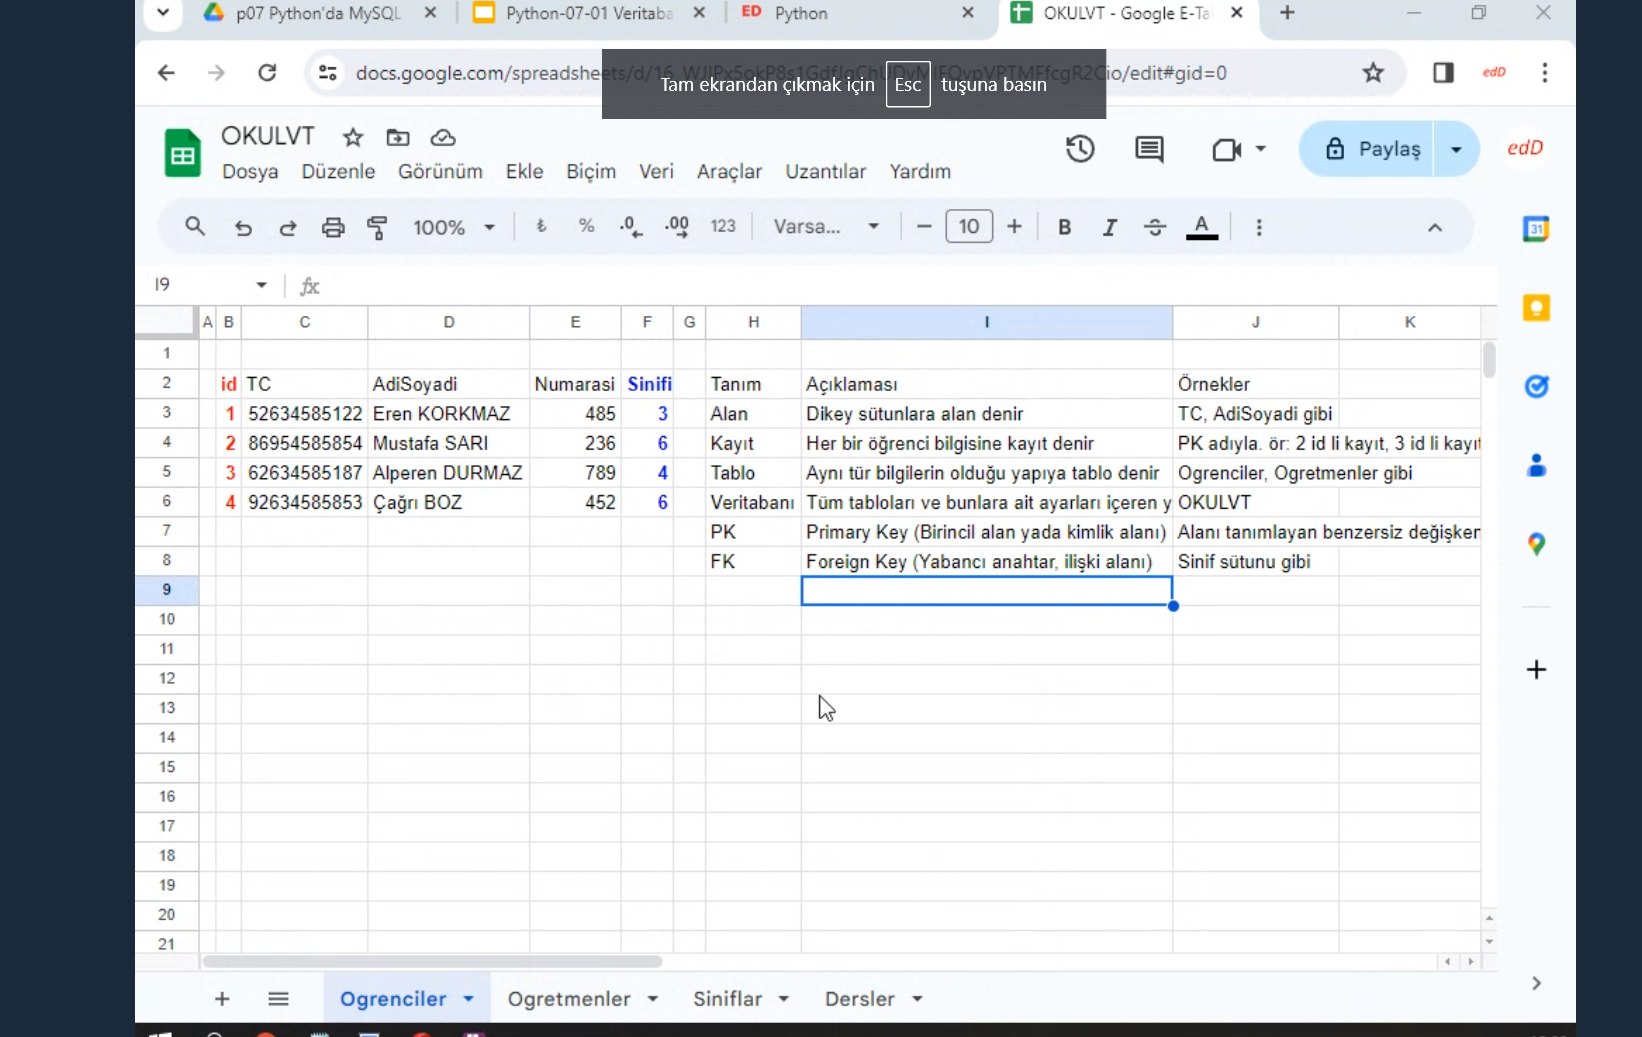 p07 Python'da MySQL
Python-07-01 Veritaba
ED Python
OKULVT - Google E-Ta
docs.google.com/spreadsheets/d/16_
cio/edit#gid=0
edD
Tam ekrandan çıkmak için Esc tuşuna basın
OKULVT
Dosya Düzenle Görünüm Ekle Biçim Veri Araçlar Uzantılar Yardım
Paylaş
edD
100% ₺ % .0 .00 123 Varsa... 10 B I S A
31
I9
fx
A B C D E F G H I J K
1
2 id TC AdiSoyadi Numarasi Sinifi Tanım Açıklaması Örnekler
3 1 52634585122 Eren KORKMAZ 485 3 Alan Dikey sütunlara alan denir TC, AdiSoyadi gibi
4 2 86954585854 Mustafa SARI 236 6 Kayıt Her bir öğrenci bilgisine kayıt denir PK adıyla. ör: 2 id li kayıt, 3 id li kayıt
5 3 62634585187 Alperen DURMAZ 789 4 Tablo Aynı tür bilgilerin olduğu yapıya tablo denir Ogrenciler, Ogretmenler gibi
6 4 92634585853 Çağrı BOZ 452 6 Veritabanı Tüm tabloları ve bunlara ait ayarları içeren y OKULVT
7 PK Primary Key (Birincil alan yada kimlik alanı) Alanı tanımlayan benzersiz değişken
8 FK Foreign Key (Yabancı anahtar, ilişki alanı) Sinif sütunu gibi
9
10
11
12
13
14
15
16
17
18
19
20
21
Ogrenciler Ogretmenler Siniflar Dersler